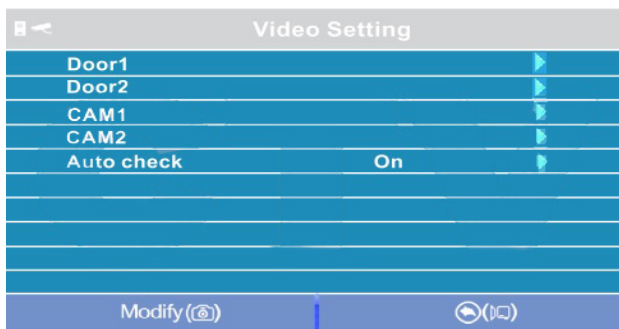 Video Setting
Door1
Door2
CAM1
CAM2
Auto check On
Modify()
()